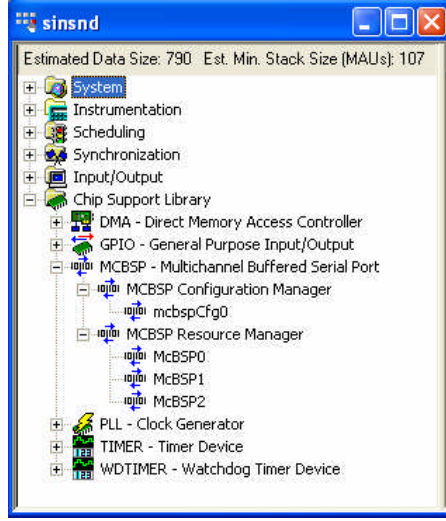 sinsnd
Estimated Data Size: 790 Est. Min. Stack Size (MAUs): 107
System
Instrumentation
Scheduling
Synchronization
Input/Output
Chip Support Library
DMA - Direct Memory Access Controller
GPIO - General Purpose Input/Output
MCBSP - Multichannel Buffered Serial Port
MCBSP Configuration Manager
mcbspCfg0
MCBSP Resource Manager
McBSP0
McBSP1
McBSP2
PLL - Clock Generator
TIMER - Timer Device
WDTIMER - Watchdog Timer Device